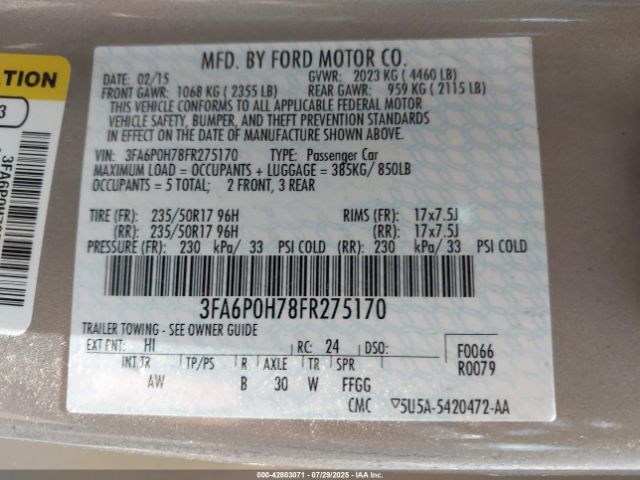 ATION
3
MFD. BY FORD MOTOR CO.
DATE: 02/15 GVWR: 2023 KG ( 4460 LB)
FRONT GAWR: 1068 KG ( 2355 LB) REAR GAWR: 959 KG ( 2115 LB)
THIS VEHICLE CONFORMS TO ALL APPLICABLE FEDERAL MOTOR
VEHICLE SAFETY, BUMPER, AND THEFT PREVENTION STANDARDS
IN EFFECT ON THE DATE OF MANUFACTURE SHOWN ABOVE.
VIN: 3FA6P0H78FR275170 TYPE: Passenger Car
MAXIMUM LOAD = OCCUPANTS + LUGGAGE = 385KG/ 850LB
OCCUPANTS = 5 TOTAL; 2 FRONT, 3 REAR
TIRE (FR): 235/50R17 96H RIMS (FR): 17x7.5J
(RR): 235/50R17 96H (RR): 17x7.5J
PRESSURE (FR): 230 kPa/ 33 PSI COLD (RR): 230 kPa/ 33 PSI COLD
3FA6P0H78FR275170
TRAILER TOWING - SEE OWNER GUIDE
EXT PNT: HI RC: 24 DSO: F0066
INT TR TP/PS R AXLE TR SPR R0079
AW B 30 W FFGG
CMC ▽5U5A-5420472-AA
000-42803071 - 07/29/2025 - IAAI, Inc.